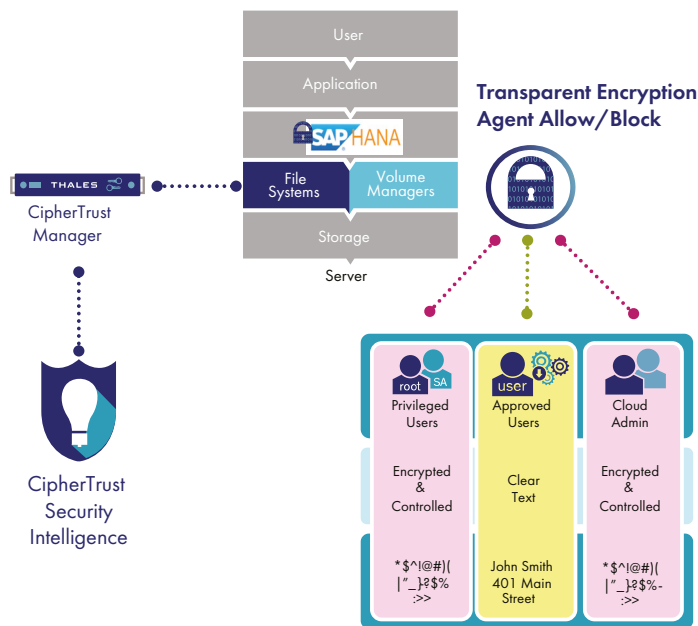 User
Application
SAP HANA
File
Systems
Volume
Managers
Storage
Server
THALES
CipherTrust
Manager
CipherTrust
Security
Intelligence
Transparent Encryption
Agent Allow/Block
root
SA
Privileged
Users
Encrypted
&
Controlled
*$^!@#)(
|"_}?$%
:>>
user
Approved
Users
Clear
Text
John Smith
401 Main
Street
Cloud
Admin
Encrypted
&
Controlled
*$^!@#)(
|"_}?$%-
:>>